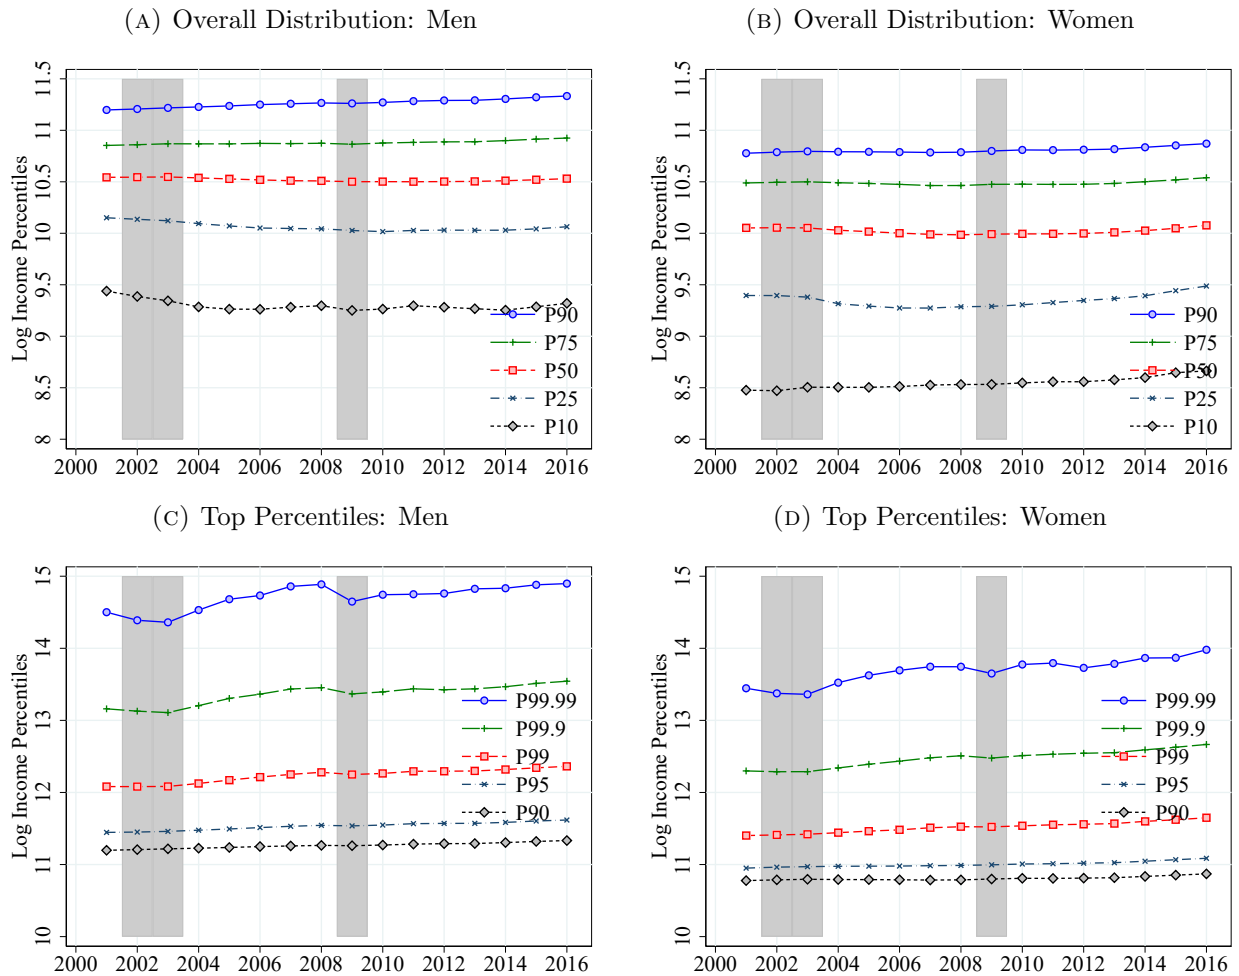 (A) Overall Distribution: Men
Log Income Percentiles
11.5
11
10.5
10
9.5
9
8.5
8
P90
P75
P50
P25
P10
2000 2002 2004 2006 2008 2010 2012 2014 2016
(B) Overall Distribution: Women
Log Income Percentiles
11.5
11
10.5
10
9.5
9
8.5
8
P90
P75
P50
P25
P10
2000 2002 2004 2006 2008 2010 2012 2014 2016
(C) Top Percentiles: Men
Log Income Percentiles
15
14
13
12
11
10
P99.99
P99.9
P99
P95
P90
2000 2002 2004 2006 2008 2010 2012 2014 2016
(D) Top Percentiles: Women
Log Income Percentiles
15
14
13
12
11
10
P99.99
P99.9
P99
P95
P90
2000 2002 2004 2006 2008 2010 2012 2014 2016